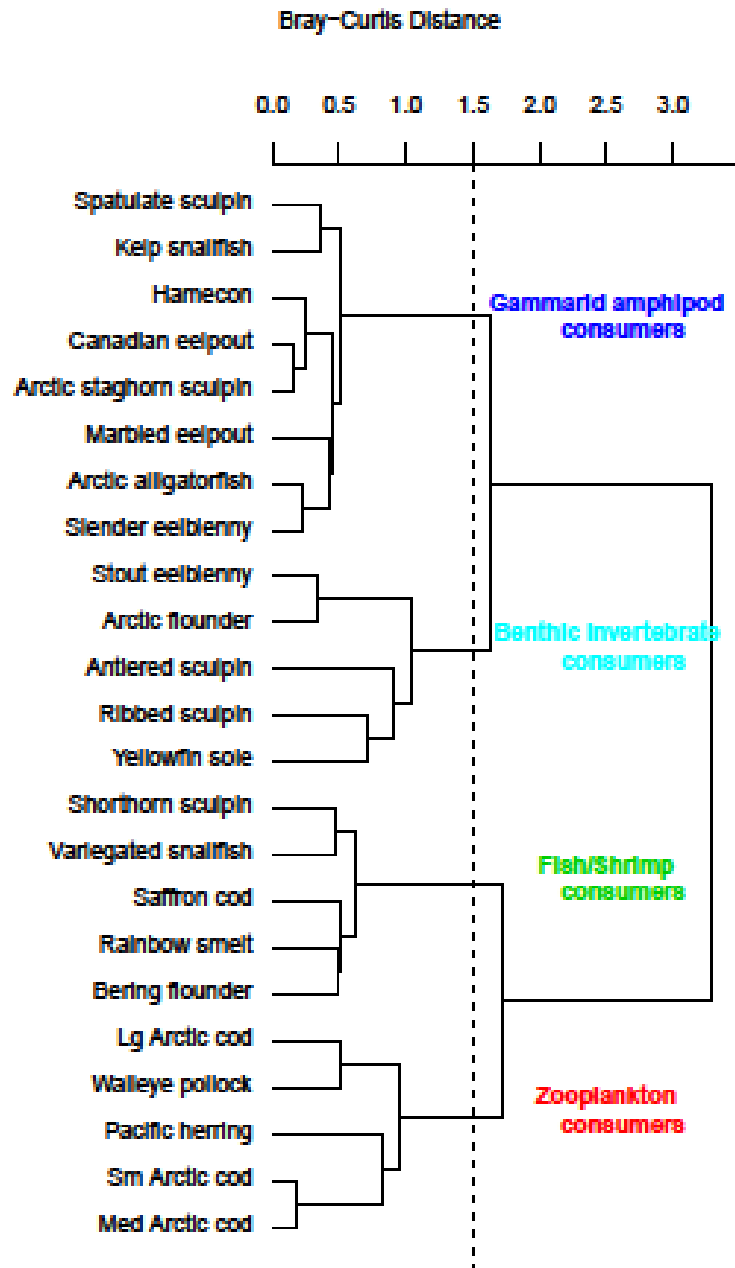 Bray-Curtis Distance
0.0 0.5 1.0 1.5 2.0 2.5 3.0
Spatulate sculpin
Kelp snailfish
Hamecon
Gammarid amphipod
consumers
Canadian eelpout
Arctic staghorn sculpin
Marbled eelpout
Arctic alligatorfish
Slender eelblenny
Stout eelblenny
Arctic flounder
Benthic invertebrate
consumers
Antlered sculpin
Ribbed sculpin
Yellowfin sole
Shorthorn sculpin
Variegated snailfish
Fish/Shrimp
consumers
Saffron cod
Rainbow smelt
Bering flounder
Lg Arctic cod
Walleye pollock
Zooplankton
consumers
Pacific herring
Sm Arctic cod
Med Arctic cod